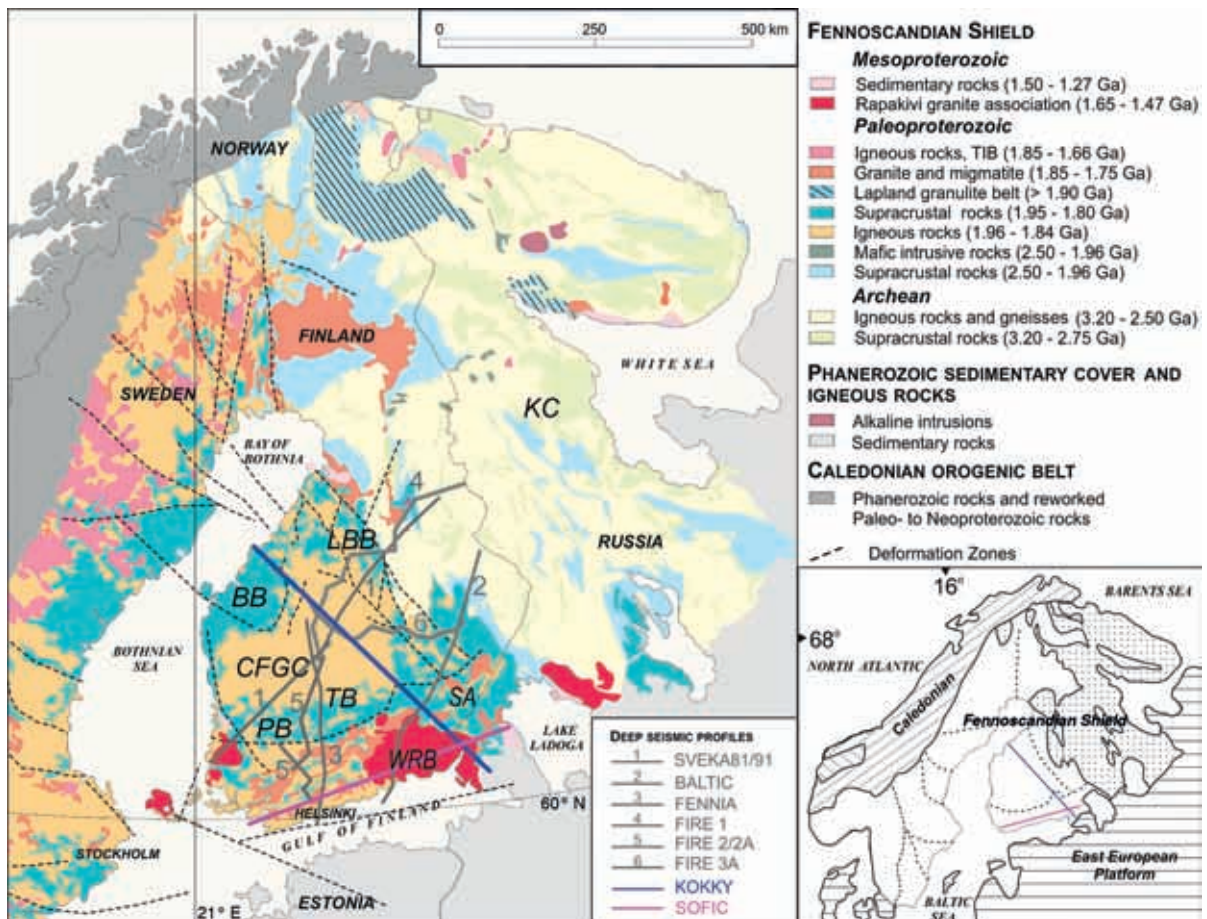 0 250 500 km
NORWAY
FINLAND
SWEDEN
WHITE SEA
KC
BAY OF
BOTHNIA
4
LBB
RUSSIA
1
2
BB
6
BOTHNIAN
SEA
CFGC
1
5
TB
SA
PB
WRB
LAKE
LADOGA
5
3
HELSINKI
60° N
GULF OF FINLAND
STOCKHOLM
21° E
ESTONIA
DEEP SEISMIC PROFILES
1 SVEKA81/91
2 BALTIC
3 FENNIA
4 FIRE 1
5 FIRE 2/2A
6 FIRE 3A
KOKKY
SOFIC
FENNOSCANDIAN SHIELD
Mesoproterozoic
Sedimentary rocks (1.50 - 1.27 Ga)
Rapakivi granite association (1.65 - 1.47 Ga)
Paleoproterozoic
Igneous rocks, TIB (1.85 - 1.66 Ga)
Granite and migmatite (1.85 - 1.75 Ga)
Lapland granulite belt (> 1.90 Ga)
Supracrustal rocks (1.95 - 1.80 Ga)
Igneous rocks (1.96 - 1.84 Ga)
Mafic intrusive rocks (2.50 - 1.96 Ga)
Supracrustal rocks (2.50 - 1.96 Ga)
Archean
Igneous rocks and gneisses (3.20 - 2.50 Ga)
Supracrustal rocks (3.20 - 2.75 Ga)
PHANEROZOIC SEDIMENTARY COVER AND
IGNEOUS ROCKS
Alkaline intrusions
Sedimentary rocks
CALEDONIAN OROGENIC BELT
Phanerozoic rocks and reworked
Paleo- to Neoproterozoic rocks
Deformation Zones
16°
BARENTS SEA
68°
NORTH ATLANTIC
Caledonian
Fennoscandian Shield
East European
Platform
BALTIC
SEA